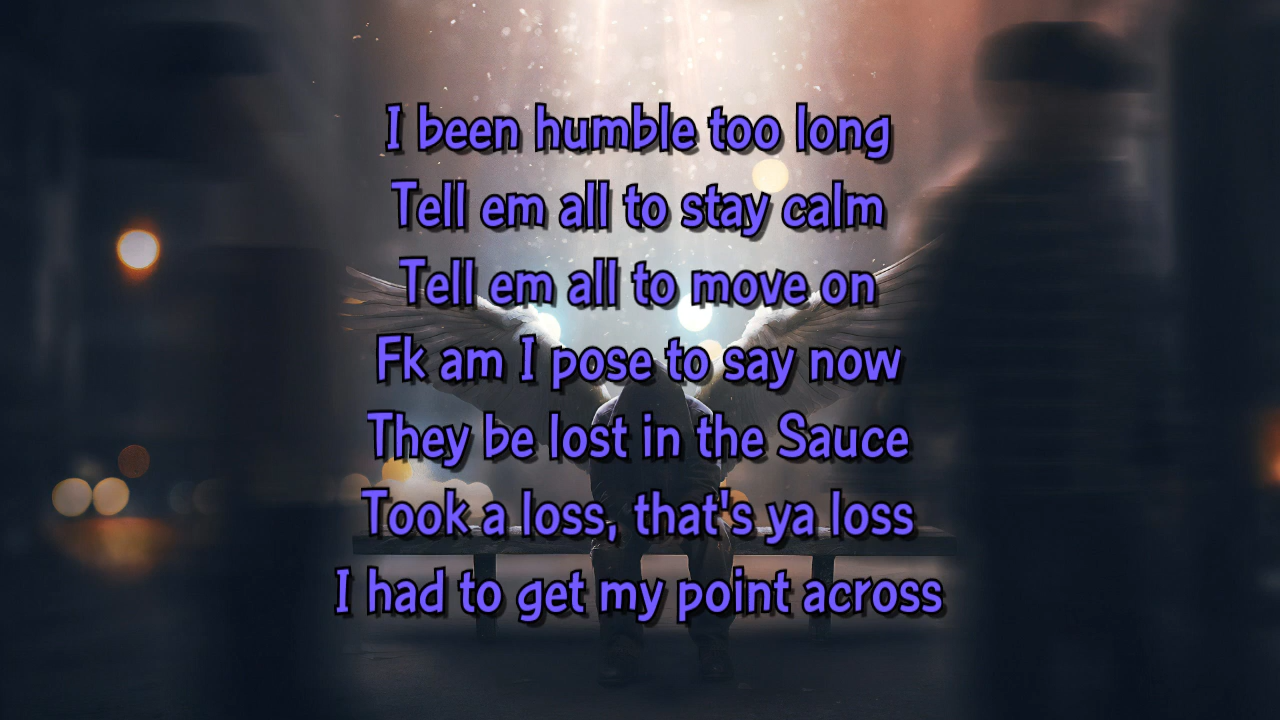 I been humble too long
Tell em all to stay calm
Tell em all to move on
Fk am I pose to say now
They be lost in the Sauce
Took a loss, that's ya loss
I had to get my point across